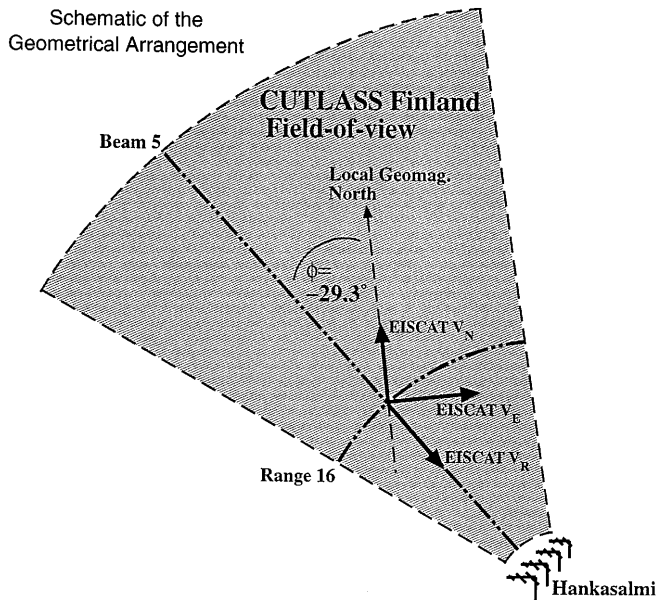 Schematic of the
Geometrical Arrangement
CUTLASS Finland
Field-of-view
Beam 5
Local Geomag.
North
ϕ=
−29.3°
EISCAT V_N
EISCAT V_E
EISCAT V_R
Range 16
Hankasalmi